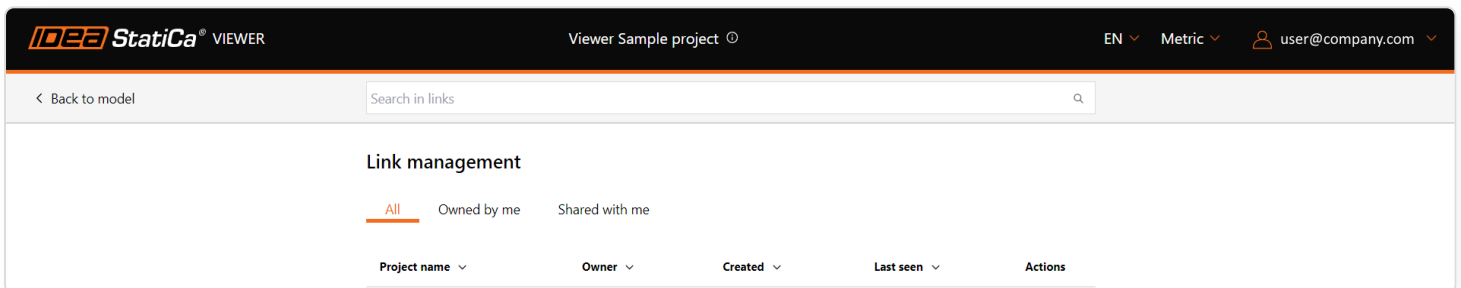 IDEA StatiCa® VIEWER Viewer Sample project EN Metric user@company.com
Back to model Search in links
Link management
All Owned by me Shared with me
Project name Owner Created Last seen Actions